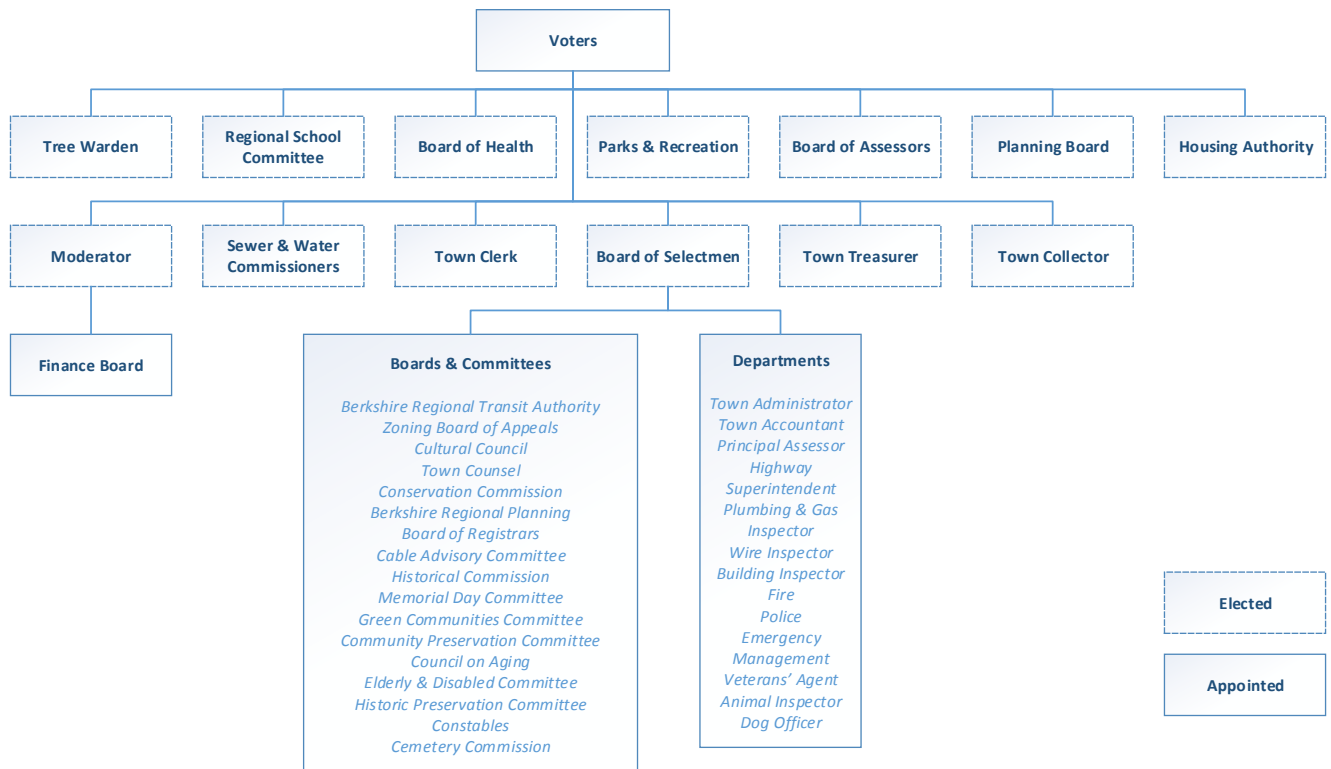 Voters
Tree Warden
Regional School
Committee
Board of Health
Parks & Recreation
Board of Assessors
Planning Board
Housing Authority
Moderator
Sewer & Water
Commissioners
Town Clerk
Board of Selectmen
Town Treasurer
Town Collector
Finance Board
Boards & Committees
Berkshire Regional Transit Authority
Zoning Board of Appeals
Cultural Council
Town Counsel
Conservation Commission
Berkshire Regional Planning
Board of Registrars
Cable Advisory Committee
Historical Commission
Memorial Day Committee
Green Communities Committee
Community Preservation Committee
Council on Aging
Elderly & Disabled Committee
Historic Preservation Committee
Constables
Cemetery Commission
Departments
Town Administrator
Town Accountant
Principal Assessor
Highway
Superintendent
Plumbing & Gas
Inspector
Wire Inspector
Building Inspector
Fire
Police
Emergency
Management
Veterans’ Agent
Animal Inspector
Dog Officer
Elected
Appointed